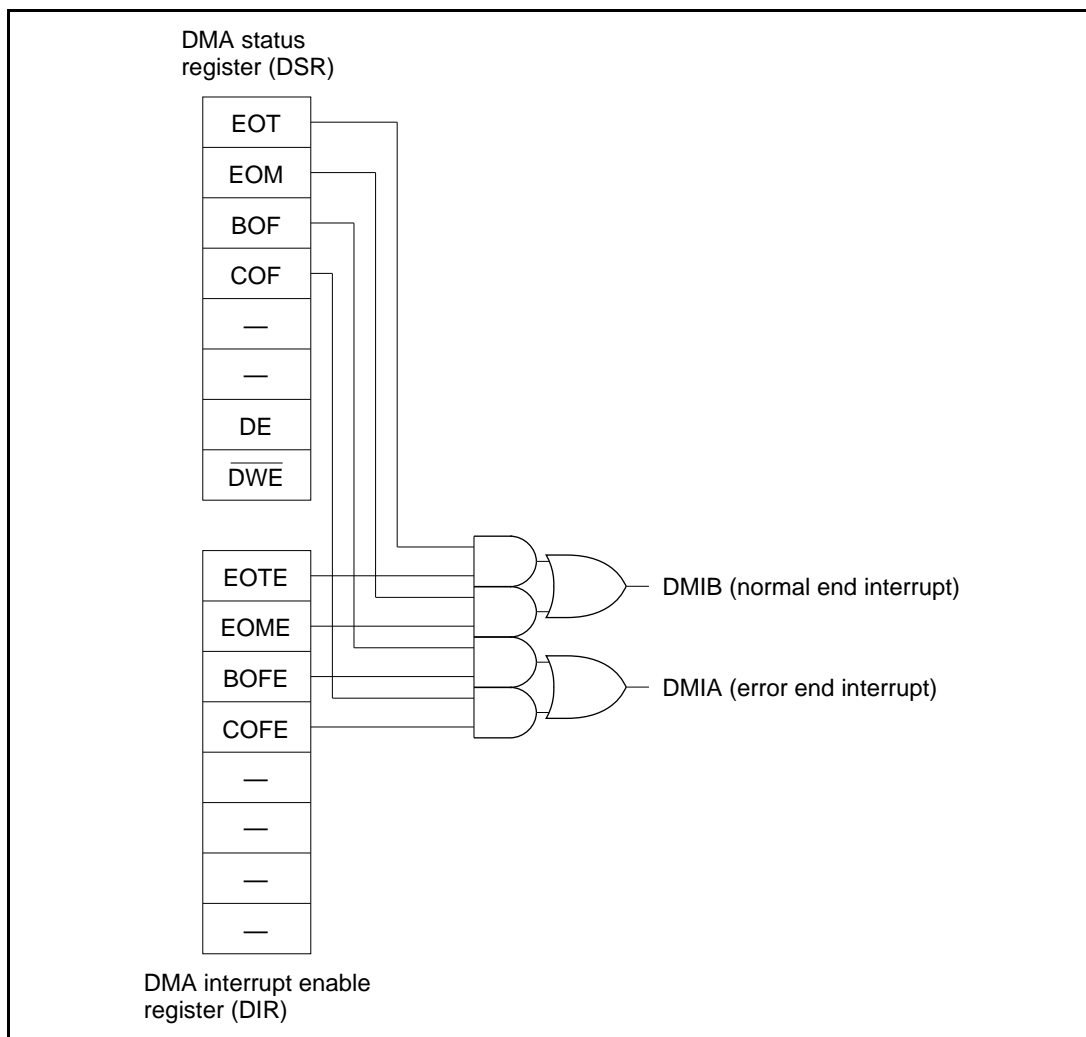 DMA status
register (DSR)
EOT
EOM
BOF
COF
—
—
DE
D̅W̅E̅
EOTE
EOME
BOFE
COFE
—
—
—
—
DMA interrupt enable
register (DIR)
DMIB (normal end interrupt)
DMIA (error end interrupt)